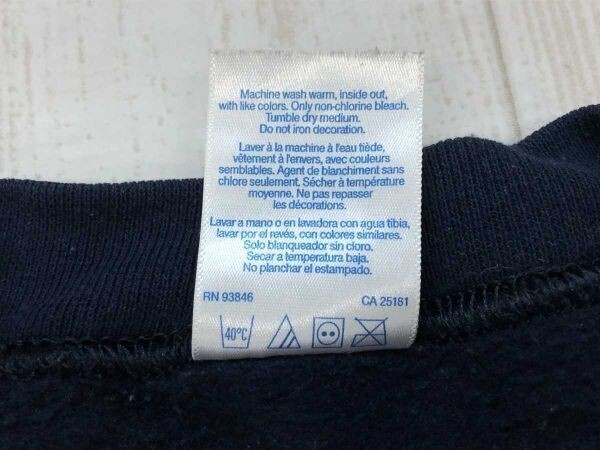 Machine wash warm, inside out,
with like colors. Only non-chlorine bleach.
Tumble dry medium.
Do not iron decoration.
Laver à la machine à l'eau tiède,
vêtement à l'envers, avec couleurs
semblables. Agent de blanchiment sans
chlore seulement. Sécher à température
moyenne. Ne pas repasser
les décorations.
Lavar a mano o en lavadora con agua tibia,
lavar por el revés, con colores similares.
Solo blanqueador sin cloro.
Secar a temperatura baja.
No planchar el estampado.
RN 93846 CA 25181
40°C